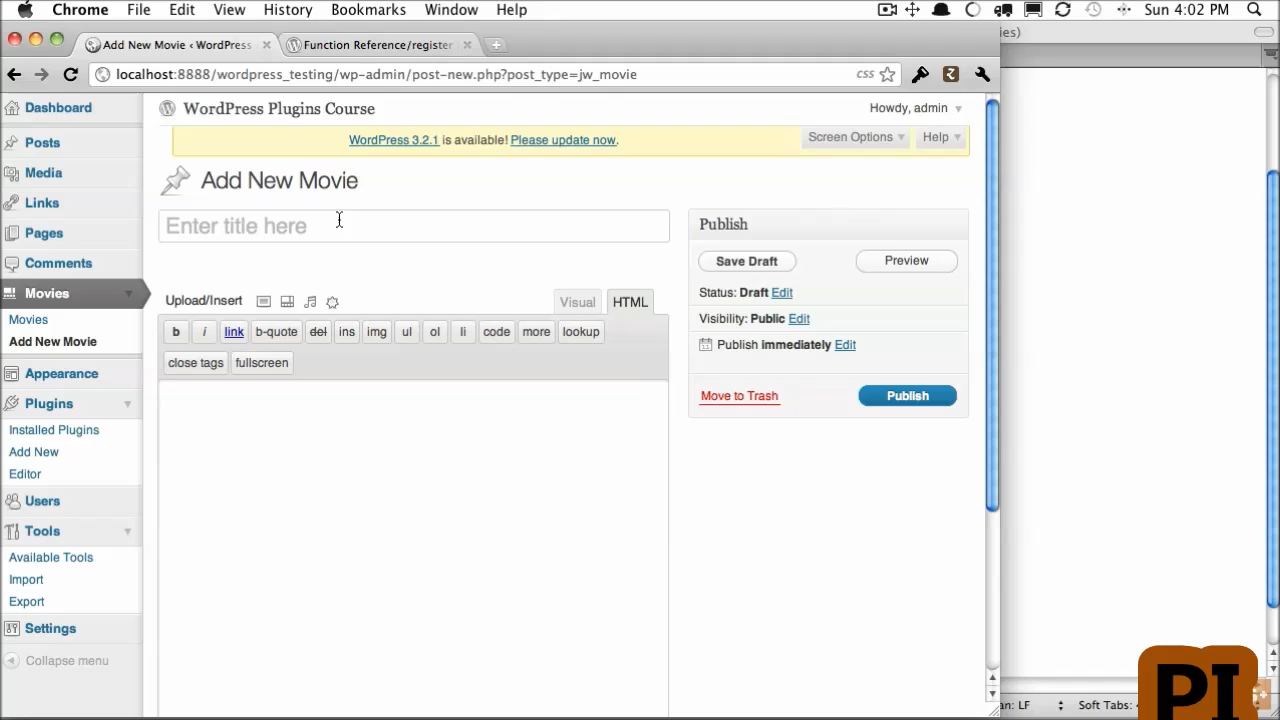 Chrome File Edit View History Bookmarks Window Help Sun 4:02 PM
Add New Movie ‹ WordPress Function Reference/register es)
localhost:8888/wordpress_testing/wp-admin/post-new.php?post_type=jw_movie css
Dashboard
Posts
Media
Links
Pages
Comments
Movies
Movies
Add New Movie
Appearance
Plugins
Installed Plugins
Add New
Editor
Users
Tools
Available Tools
Import
Export
Settings
Collapse menu
WordPress Plugins Course Howdy, admin
WordPress 3.2.1 is available! Please update now. Screen Options Help
Add New Movie
Enter title here
Upload/Insert Visual HTML
b i link b-quote del ins img ul ol li code more lookup
close tags fullscreen
Publish
Save Draft Preview
Status: Draft Edit
Visibility: Public Edit
Publish immediately Edit
Move to Trash Publish
PI
an: LF Soft Tabs: